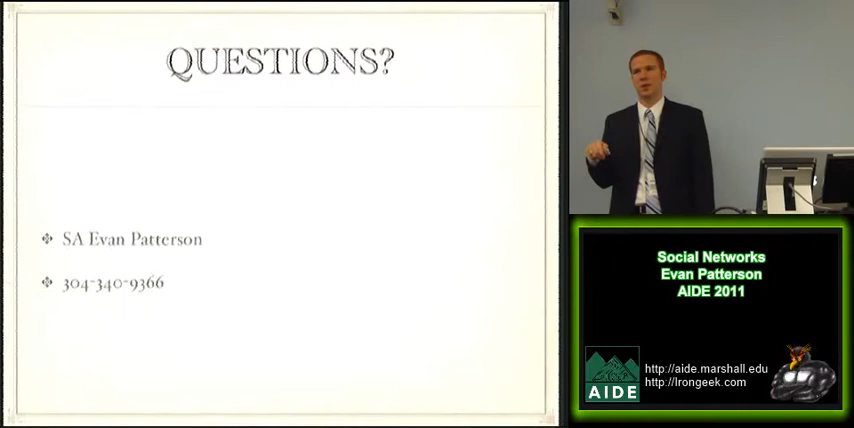 QUESTIONS?
SA Evan Patterson
304-340-9366
Social Networks
Evan Patterson
AIDE 2011
AIDE
http://aide.marshall.edu
http://Irongeek.com